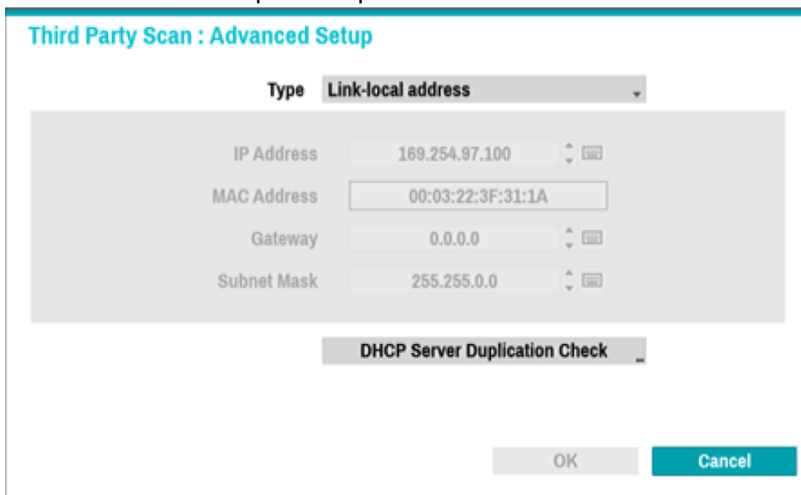 Third Party Scan : Advanced Setup
Type Link-local address
IP Address 169.254.97.100
MAC Address 00:03:22:3F:31:1A
Gateway 0.0.0.0
Subnet Mask 255.255.0.0
DHCP Server Duplication Check ...
OK Cancel